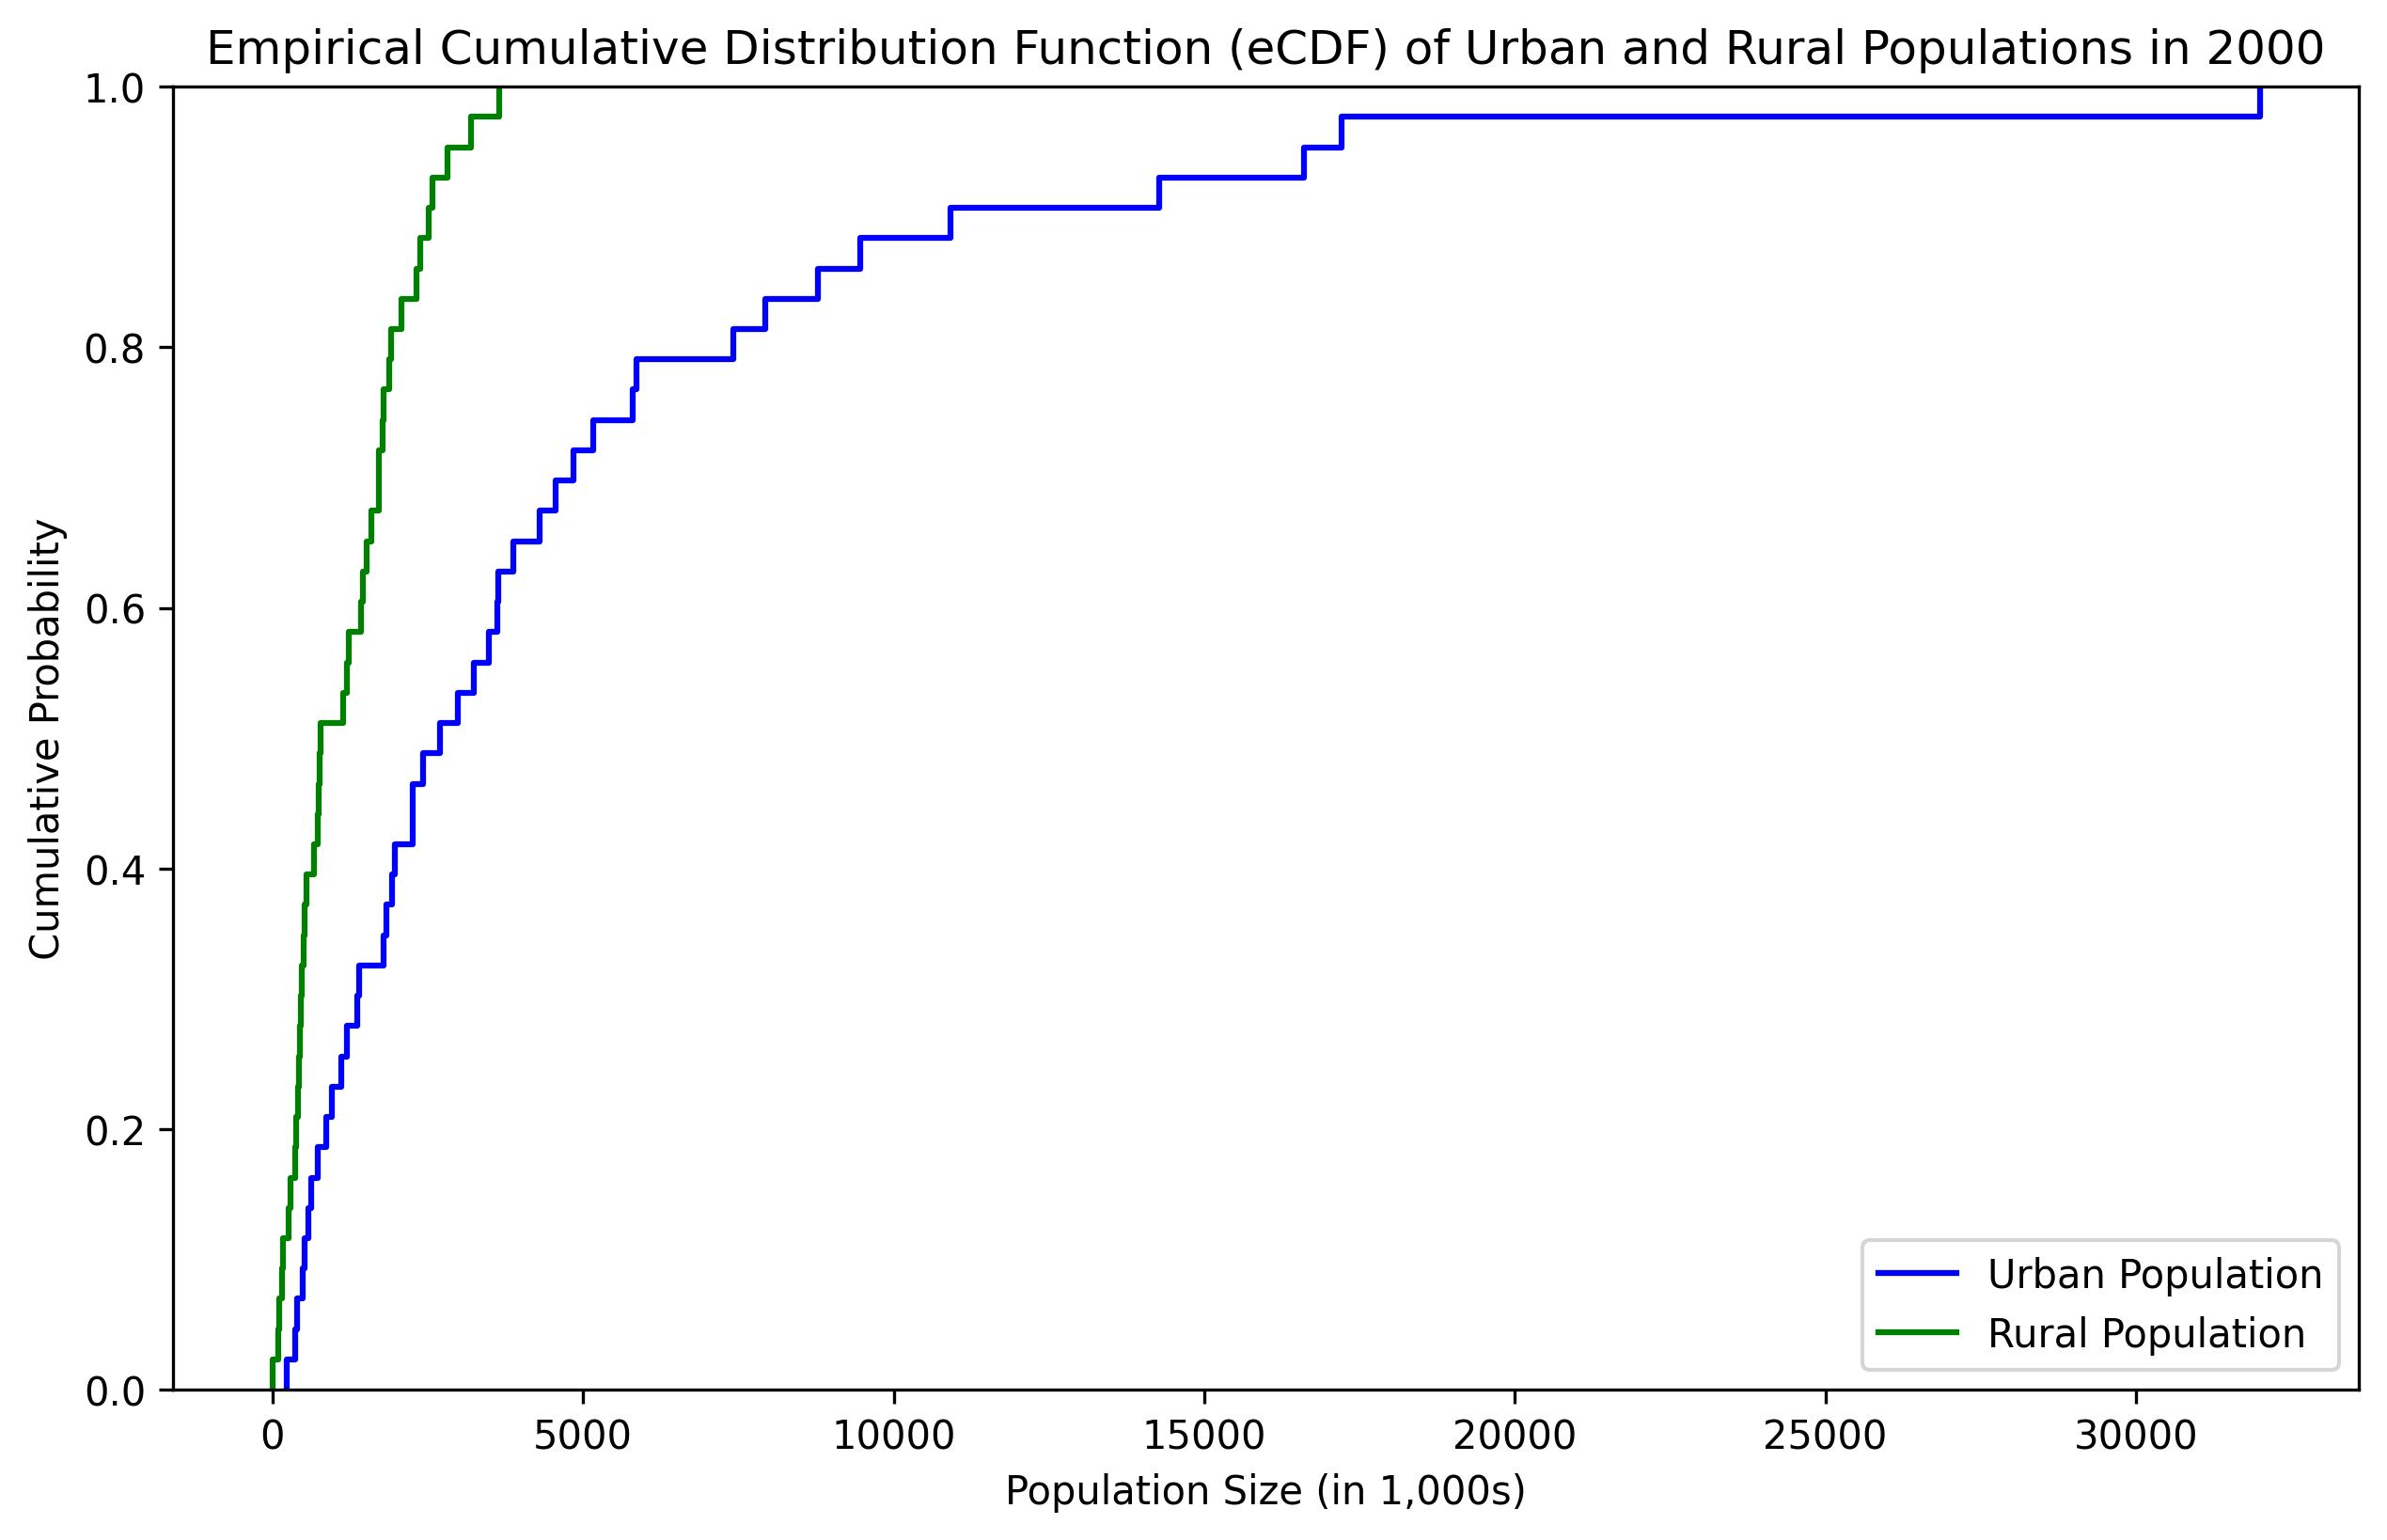 Empirical Cumulative Distribution Function (eCDF) of Urban and Rural Populations in 2000
1.0
0.8
0.6
0.4
0.2
0.0
Cumulative Probability
0 5000 10000 15000 20000 25000 30000
Population Size (in 1,000s)
Urban Population
Rural Population